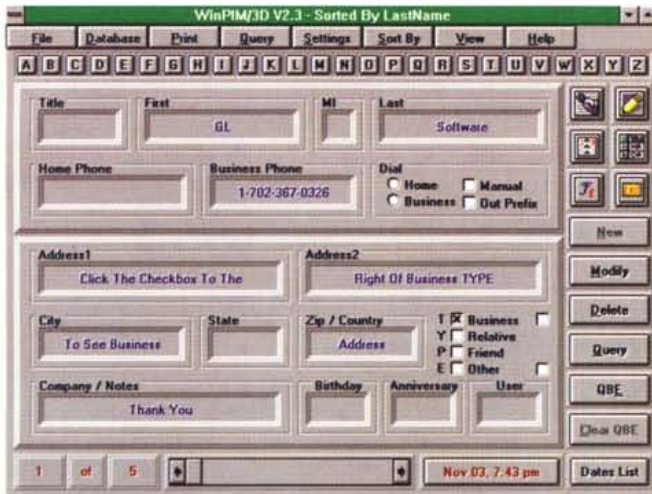 WinPIM/3D V2.3 - Sorted By LastName
File Database Print Query Settings Sort By View Help
A B C D E F G H I J K L M N O P Q R S T U V W X Y Z
Title First MI Last
GL Software
Home Phone Business Phone Dial
Home Manual
1-702-367-0326
Business Out Prefix
New
Address1 Address2
Click The Checkbox To The Right Of Business TYPE
Modify
City State Zip / Country T Business
To See Business Address Y Relative
P Friend
E Other
Delete
Query
Company / Notes Birthday Anniversary User
Thank You
QBE
Clear QBE
1 of 5 Nov 03, 7:43 pm Dates List